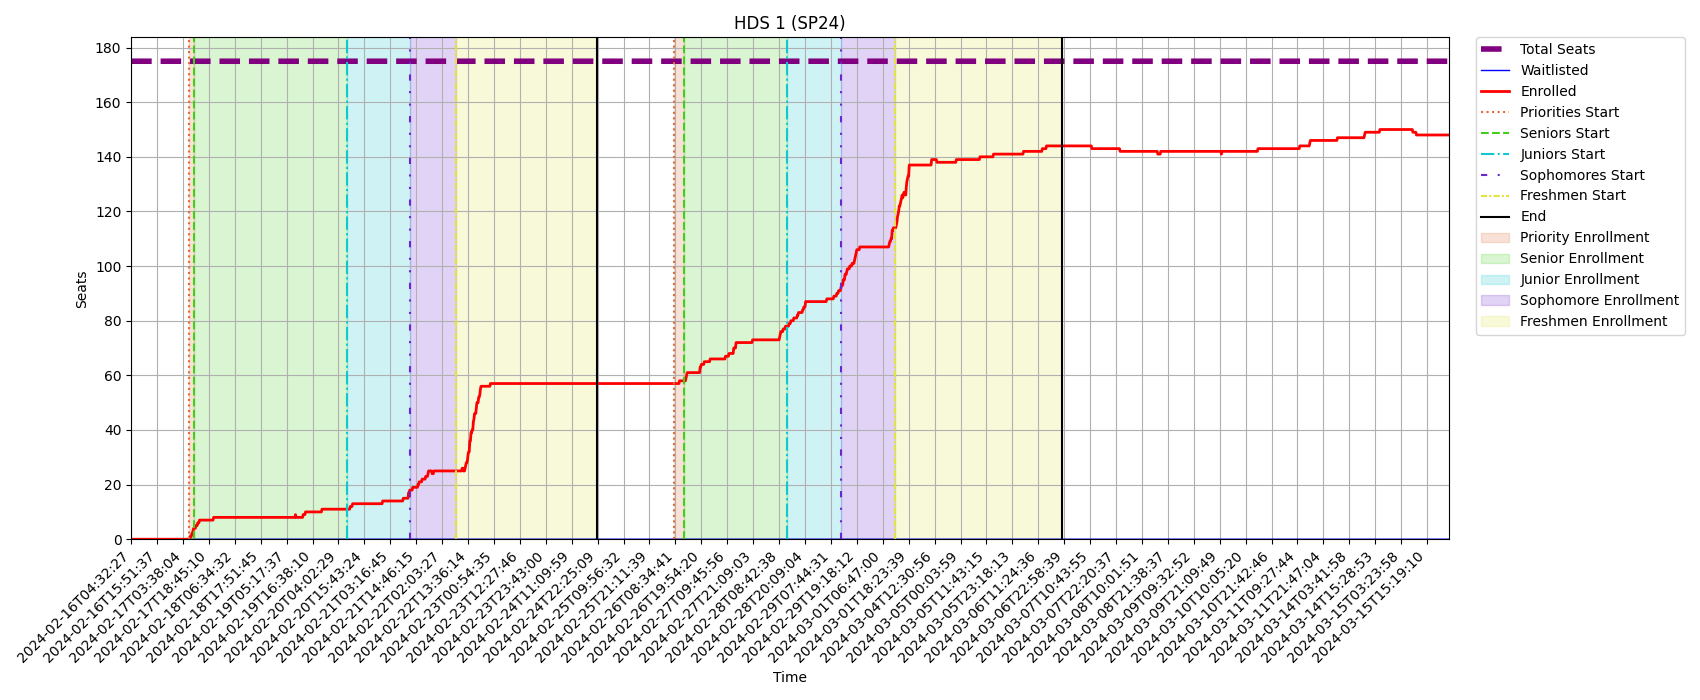 HDS 1 (SP24)
Seats
180
160
140
120
100
80
60
40
20
0
2024-02-16T04:32:27
2024-02-16T15:51:37
2024-02-17T03:38:04
2024-02-17T18:45:10
2024-02-18T06:34:32
2024-02-18T17:51:45
2024-02-19T05:17:37
2024-02-19T16:38:10
2024-02-20T04:02:29
2024-02-20T15:43:24
2024-02-21T03:16:45
2024-02-21T14:46:15
2024-02-22T02:03:27
2024-02-22T13:36:14
2024-02-23T00:54:35
2024-02-23T12:27:46
2024-02-23T23:43:00
2024-02-24T11:09:59
2024-02-24T22:25:09
2024-02-25T09:56:32
2024-02-25T21:11:39
2024-02-26T08:34:41
2024-02-26T19:54:20
2024-02-27T09:45:56
2024-02-27T21:09:03
2024-02-28T08:42:38
2024-02-28T20:09:04
2024-02-29T07:44:31
2024-02-29T19:18:12
2024-03-01T06:47:00
2024-03-01T18:23:39
2024-03-04T12:30:56
2024-03-05T00:03:59
2024-03-05T11:43:15
2024-03-05T23:18:13
2024-03-06T11:24:36
2024-03-06T22:58:39
2024-03-07T10:43:55
2024-03-07T22:20:37
2024-03-08T10:01:51
2024-03-08T21:38:37
2024-03-09T09:32:52
2024-03-09T21:09:49
2024-03-10T10:05:20
2024-03-10T21:42:46
2024-03-11T09:27:44
2024-03-11T21:47:04
2024-03-14T03:41:58
2024-03-14T15:28:53
2024-03-15T03:23:58
2024-03-15T15:19:10
Time
Total Seats
Waitlisted
Enrolled
Priorities Start
Seniors Start
Juniors Start
Sophomores Start
Freshmen Start
End
Priority Enrollment
Senior Enrollment
Junior Enrollment
Sophomore Enrollment
Freshmen Enrollment